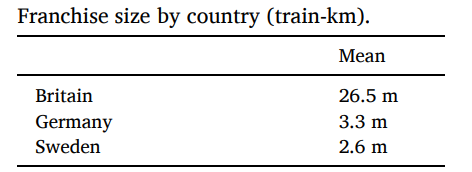 Franchise size by country (train-km).
Mean
Britain 26.5 m
Germany 3.3 m
Sweden 2.6 m